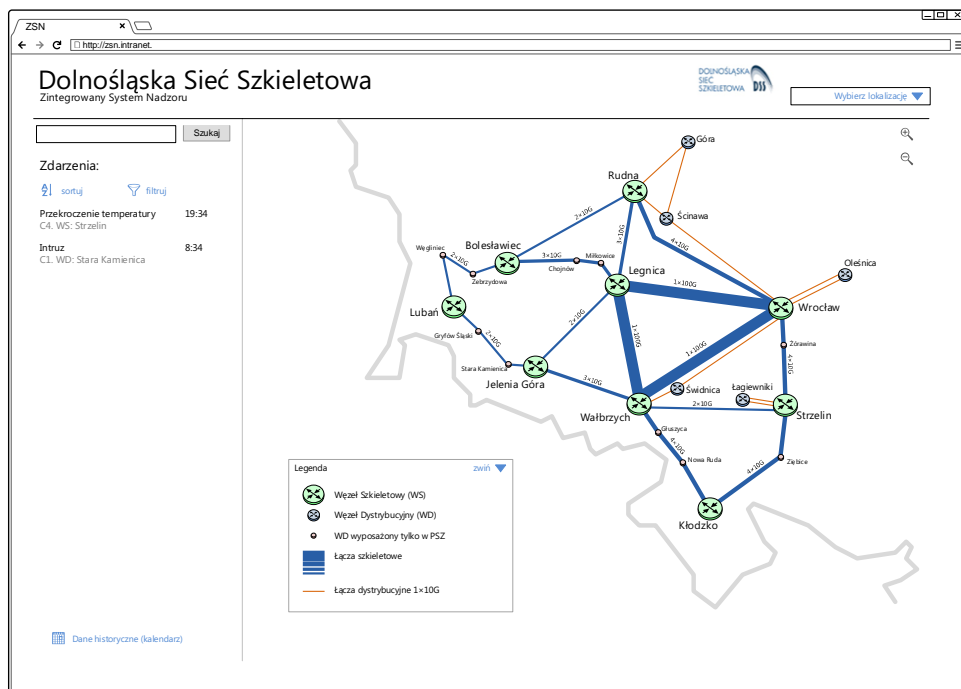 ZSN
http://zsn.intranet.
Dolnośląska Sieć Szkieletowa
Zintegrowany System Nadzoru
DOLNOŚLĄSKA
SIEĆ
SZKIELETOWA DSS
Wybierz lokalizację
Szukaj
Zdarzenia:
sortuj
filtruj
Przekroczenie temperatury 19:34
C4. WS: Strzelin
Intruz 8:34
C1. WD: Stara Kamienica
Dane historyczne (kalendarz)
Góra
Rudna
Ścinawa
2×10G
3×10G
4×10G
Węgliniec
Bolesławiec
2×10G
Zebrzydowa
3×10G
Chojnów
Miłkowice
Legnica
1×100G
Oleśnica
Wrocław
Lubań
Gryfów Śląski
2×10G
Stara Kamienica
2×10G
1×100G
1×100G
Żórawina
4×10G
Jelenia Góra
3×10G
Świdnica
Łagiewniki
Wałbrzych
2×10G
Strzelin
Głuszyca
4×10G
Nowa Ruda
4×10G
Ziębice
Kłodzko
Legenda
zwiń
Węzeł Szkieletowy (WS)
Węzeł Dystrybucyjny (WD)
WD wyposażony tylko w PSZ
Łącza szkieletowe
Łącza dystrybucyjne 1×10G